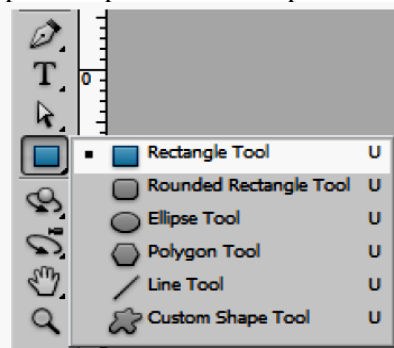 T
0
Rectangle Tool U
Rounded Rectangle Tool U
Ellipse Tool U
Polygon Tool U
Line Tool U
Custom Shape Tool U